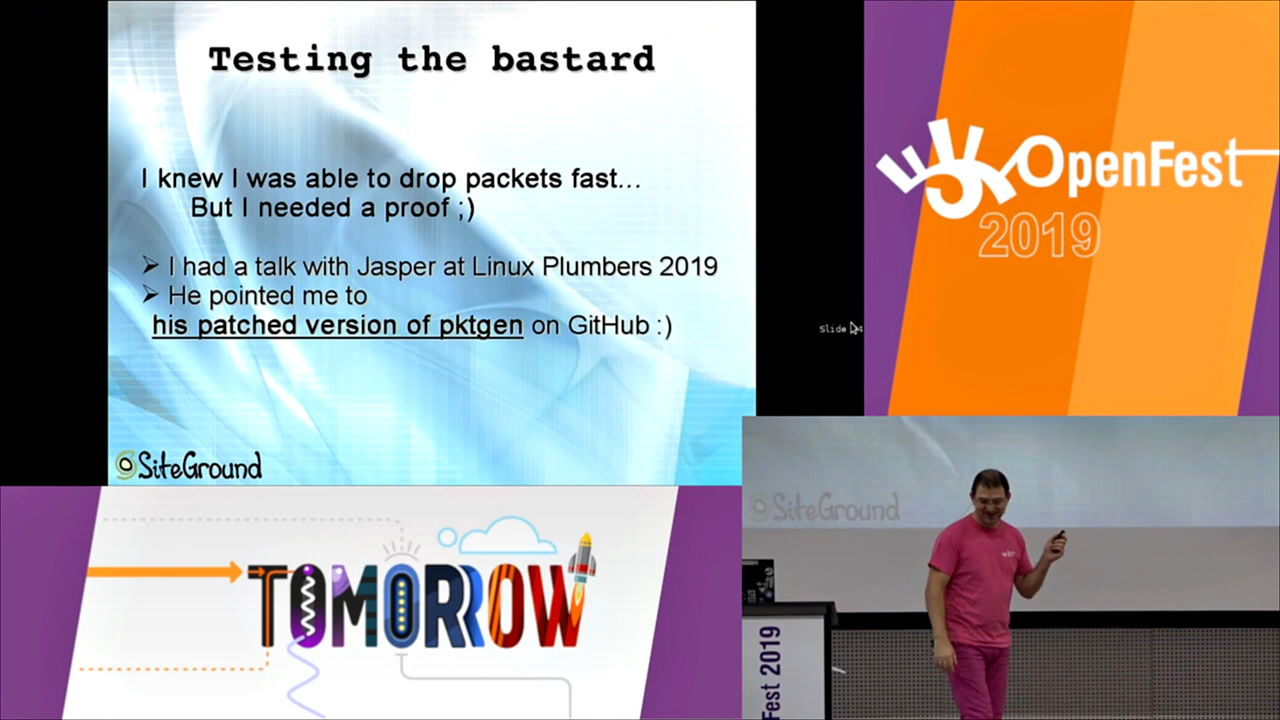 Testing the bastard
I knew I was able to drop packets fast...
But I needed a proof ;)
I had a talk with Jasper at Linux Plumbers 2019
He pointed me to
his patched version of pktgen on GitHub :)
SiteGround
Slide
OpenFest
2019
TOMORROW
SiteGround
Fest 2019